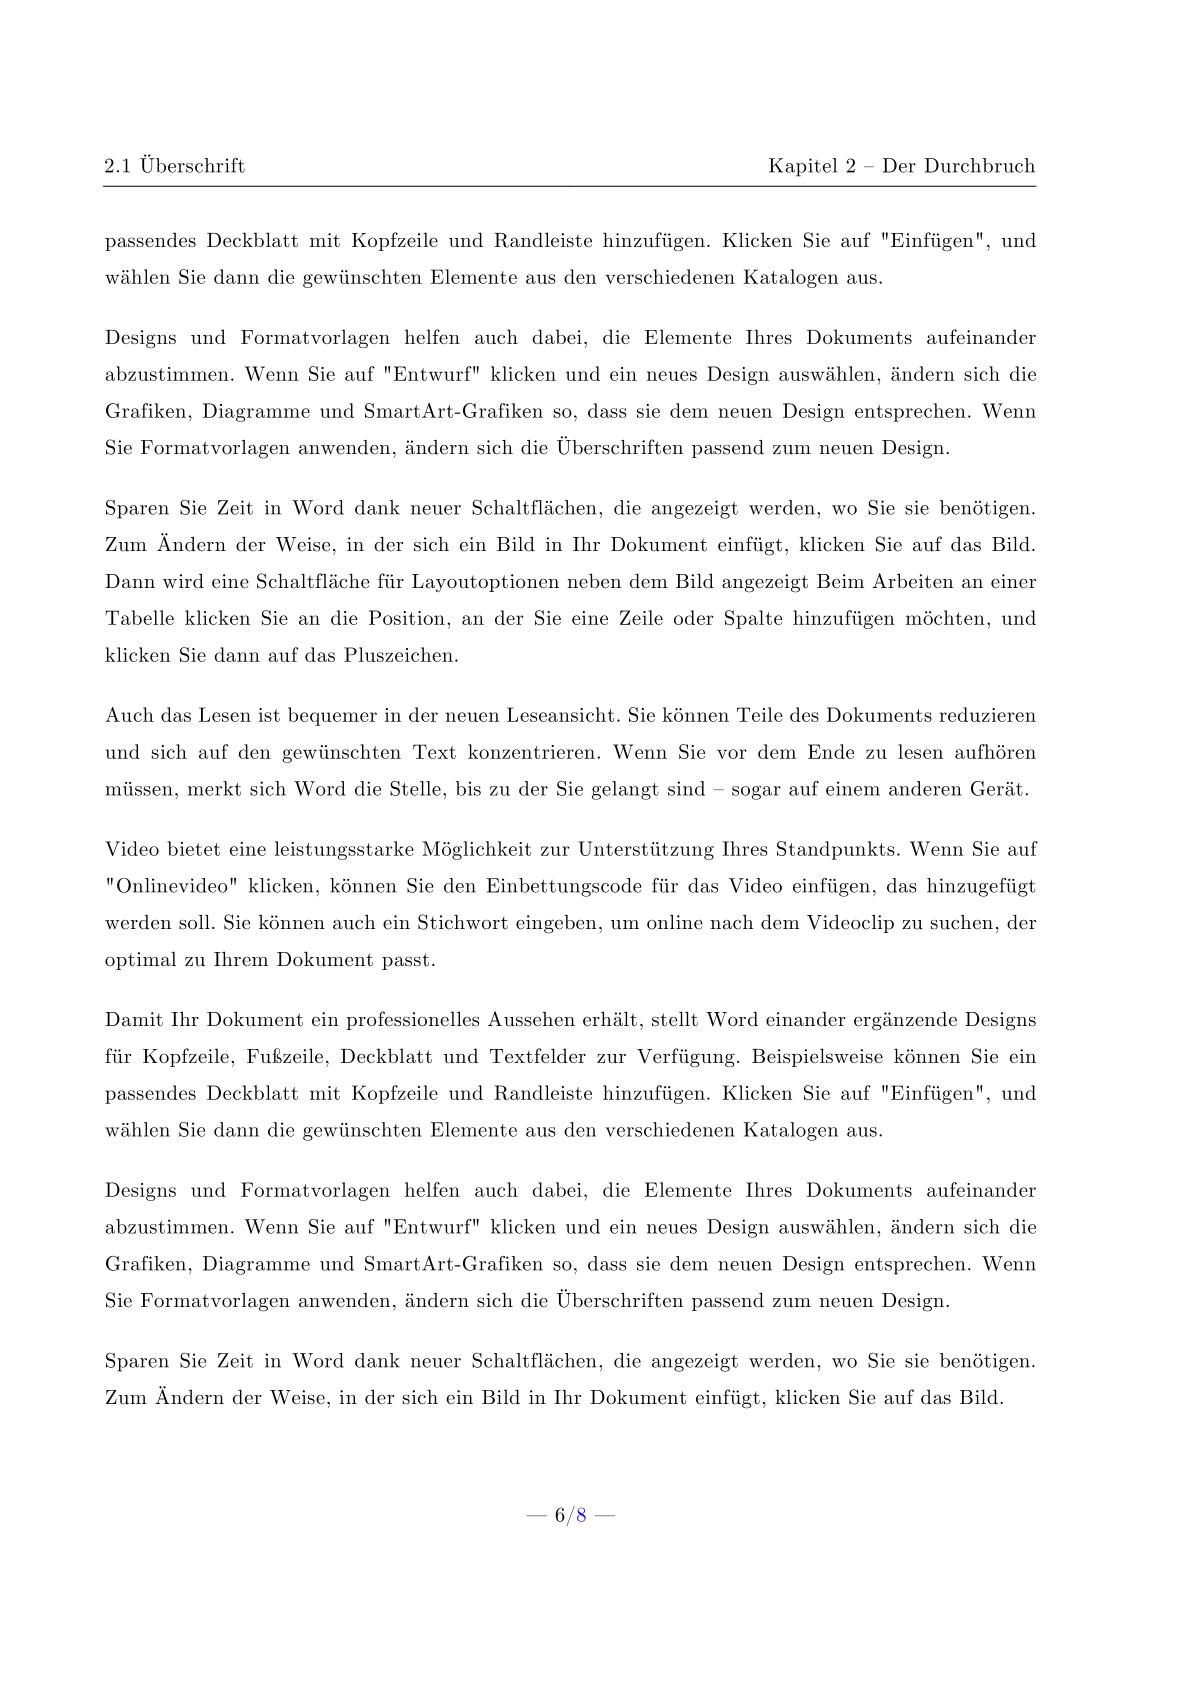 2.1 Überschrift Kapitel 2 – Der Durchbruch
passendes Deckblatt mit Kopfzeile und Randleiste hinzufügen. Klicken Sie auf "Einfügen", und
wählen Sie dann die gewünschten Elemente aus den verschiedenen Katalogen aus.
Designs und Formatvorlagen helfen auch dabei, die Elemente Ihres Dokuments aufeinander
abzustimmen. Wenn Sie auf "Entwurf" klicken und ein neues Design auswählen, ändern sich die
Grafiken, Diagramme und SmartArt-Grafiken so, dass sie dem neuen Design entsprechen. Wenn
Sie Formatvorlagen anwenden, ändern sich die Überschriften passend zum neuen Design.
Sparen Sie Zeit in Word dank neuer Schaltflächen, die angezeigt werden, wo Sie sie benötigen.
Zum Ändern der Weise, in der sich ein Bild in Ihr Dokument einfügt, klicken Sie auf das Bild.
Dann wird eine Schaltfläche für Layoutoptionen neben dem Bild angezeigt Beim Arbeiten an einer
Tabelle klicken Sie an die Position, an der Sie eine Zeile oder Spalte hinzufügen möchten, und
klicken Sie dann auf das Pluszeichen.
Auch das Lesen ist bequemer in der neuen Leseansicht. Sie können Teile des Dokuments reduzieren
und sich auf den gewünschten Text konzentrieren. Wenn Sie vor dem Ende zu lesen aufhören
müssen, merkt sich Word die Stelle, bis zu der Sie gelangt sind – sogar auf einem anderen Gerät.
Video bietet eine leistungsstarke Möglichkeit zur Unterstützung Ihres Standpunkts. Wenn Sie auf
"Onlinevideo" klicken, können Sie den Einbettungscode für das Video einfügen, das hinzugefügt
werden soll. Sie können auch ein Stichwort eingeben, um online nach dem Videoclip zu suchen, der
optimal zu Ihrem Dokument passt.
Damit Ihr Dokument ein professionelles Aussehen erhält, stellt Word einander ergänzende Designs
für Kopfzeile, Fußzeile, Deckblatt und Textfelder zur Verfügung. Beispielsweise können Sie ein
passendes Deckblatt mit Kopfzeile und Randleiste hinzufügen. Klicken Sie auf "Einfügen", und
wählen Sie dann die gewünschten Elemente aus den verschiedenen Katalogen aus.
Designs und Formatvorlagen helfen auch dabei, die Elemente Ihres Dokuments aufeinander
abzustimmen. Wenn Sie auf "Entwurf" klicken und ein neues Design auswählen, ändern sich die
Grafiken, Diagramme und SmartArt-Grafiken so, dass sie dem neuen Design entsprechen. Wenn
Sie Formatvorlagen anwenden, ändern sich die Überschriften passend zum neuen Design.
Sparen Sie Zeit in Word dank neuer Schaltflächen, die angezeigt werden, wo Sie sie benötigen.
Zum Ändern der Weise, in der sich ein Bild in Ihr Dokument einfügt, klicken Sie auf das Bild.
— 6/8 —